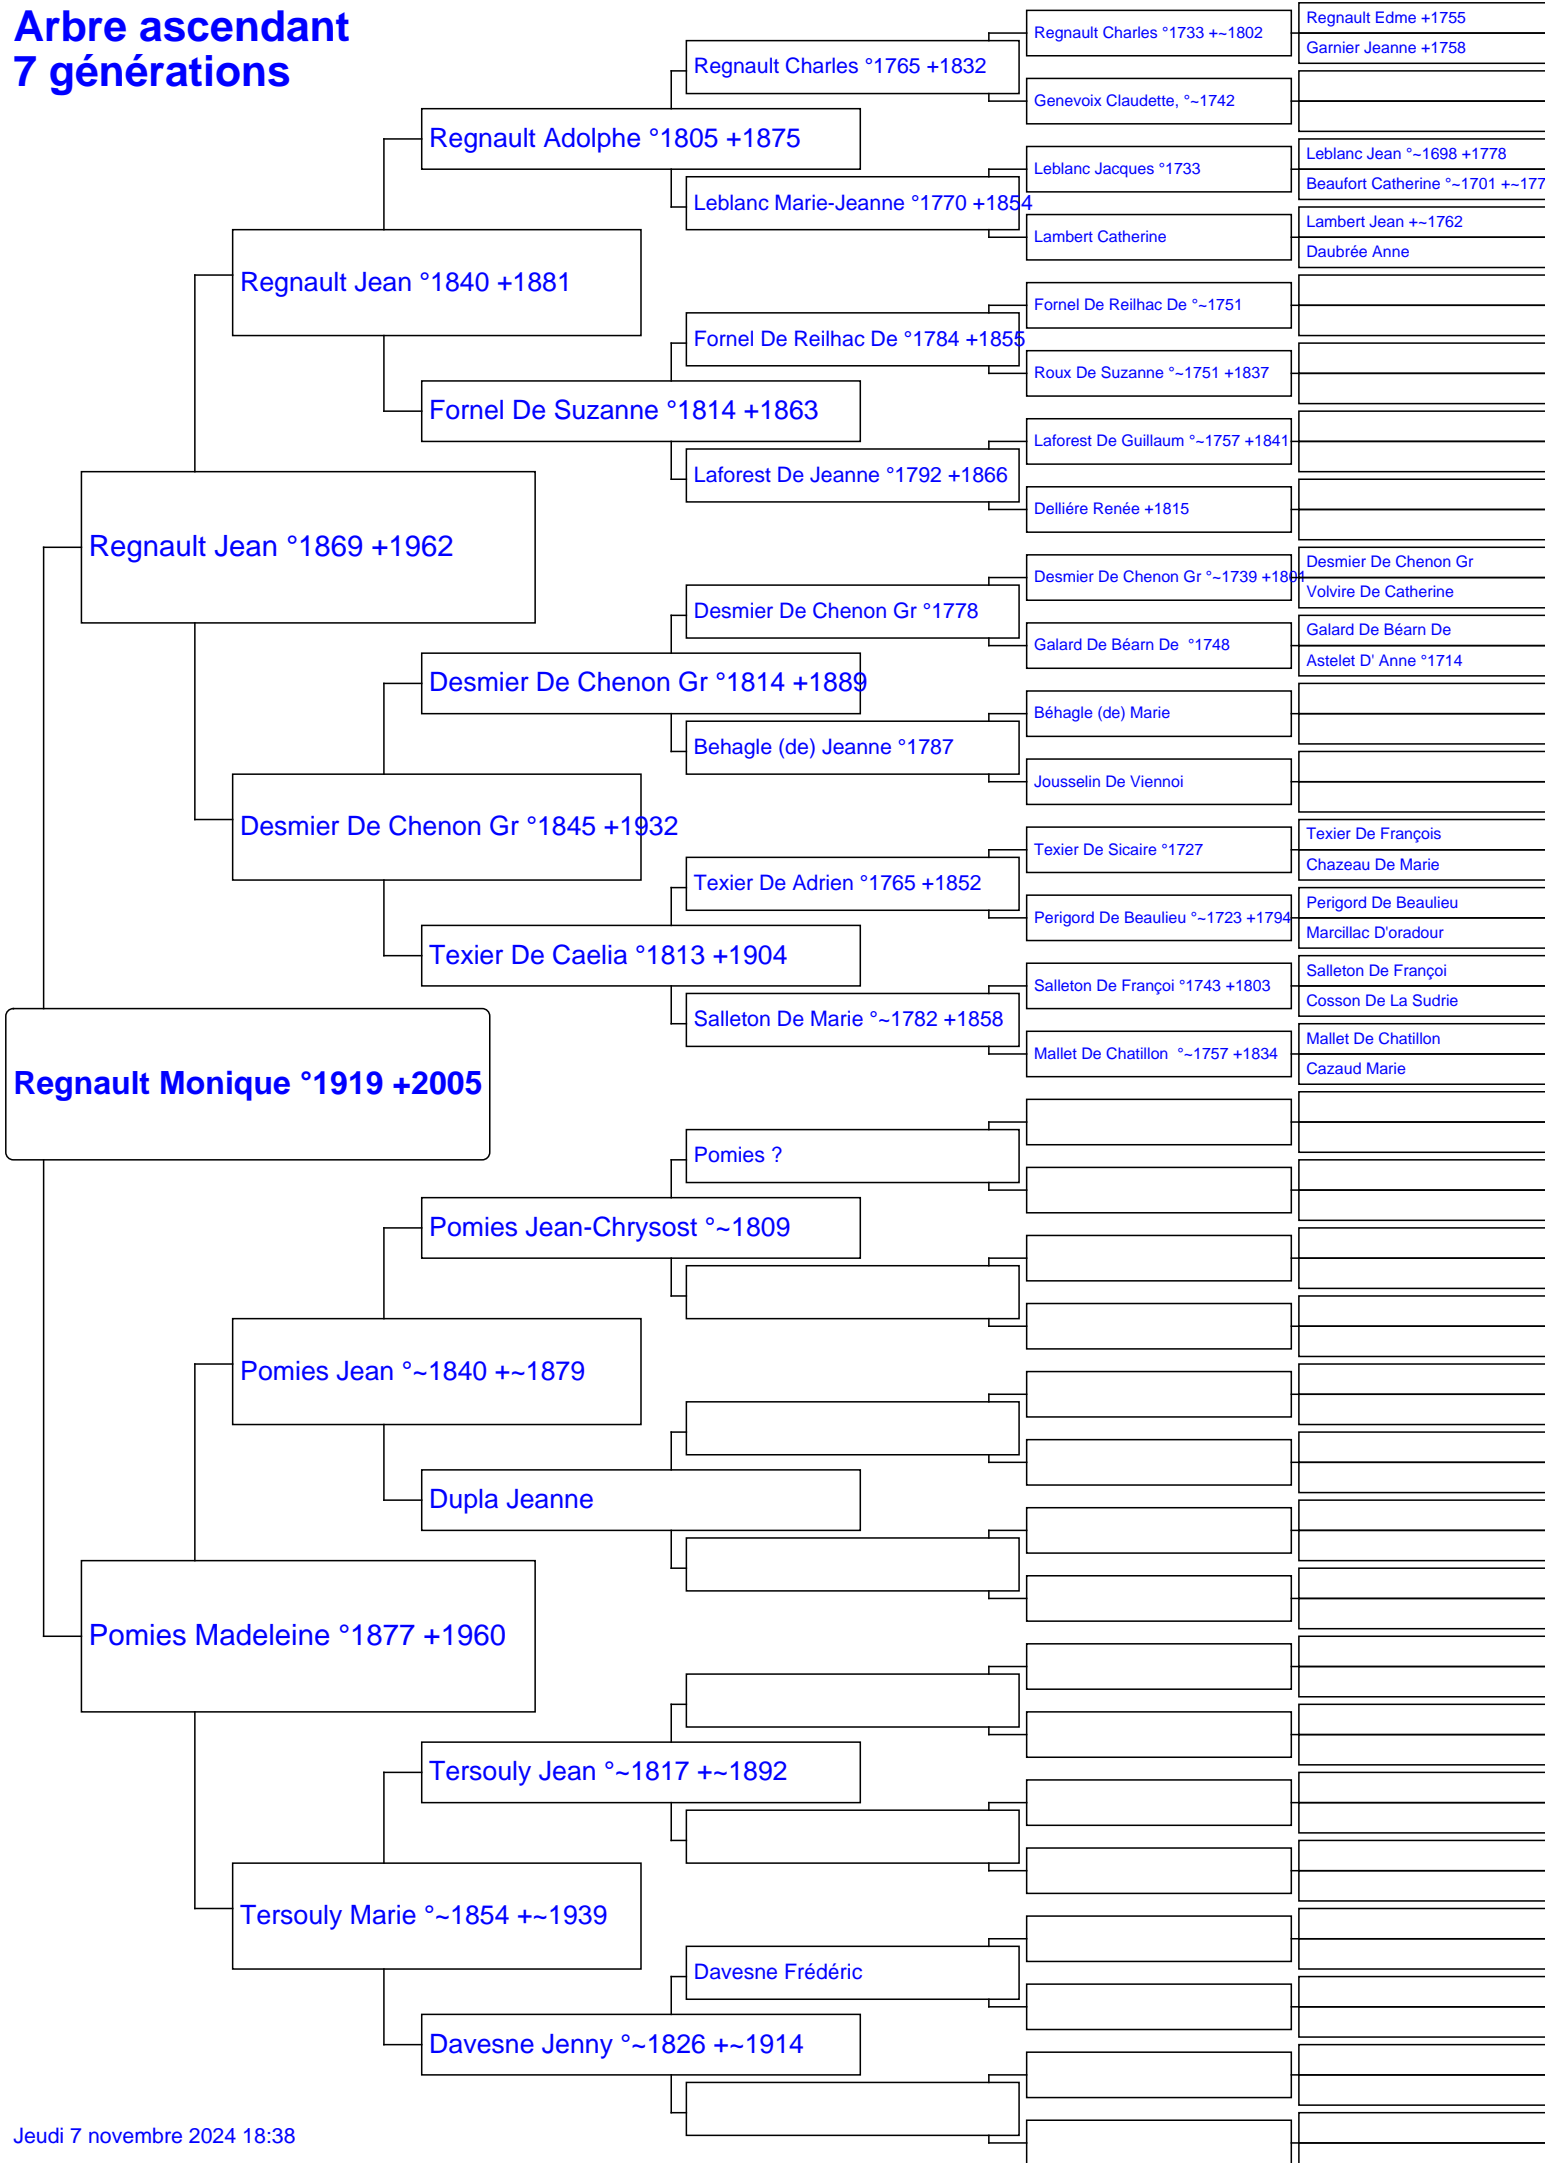 Arbre ascendant
7 générations
Regnault Monique °1919 +2005
Regnault Jean °1869 +1962
Pomies Madeleine °1877 +1960
Regnault Jean °1840 +1881
Desmier De Chenon Gr °1845 +1932
Pomies Jean °~1840 +~1879
Tersouly Marie °~1854 +~1939
Regnault Adolphe °1805 +1875
Fornel De Suzanne °1814 +1863
Desmier De Chenon Gr °1814 +1889
Texier De Caelia °1813 +1904
Pomies Jean-Chrysost °~1809
Dupla Jeanne
Tersouly Jean °~1817 +~1892
Davesne Jenny °~1826 +~1914
Regnault Charles °1765 +1832
Leblanc Marie-Jeanne °1770 +1854
Fornel De Reilhac De °1784 +1855
Laforest De Jeanne °1792 +1866
Desmier De Chenon Gr °1778
Behagle (de) Jeanne °1787
Texier De Adrien °1765 +1852
Salleton De Marie °~1782 +1858
Pomies ?
Davesne Frédéric
Regnault Charles °1733 +~1802
Genevoix Claudette, °~1742
Leblanc Jacques °1733
Lambert Catherine
Fornel De Reilhac De °~1751
Roux De Suzanne °~1751 +1837
Laforest De Guillaum °~1757 +1841
Delliére Renée +1815
Desmier De Chenon Gr °~1739 +1801
Galard De Béarn De  °1748
Béhagle (de) Marie
Jousselin De Viennoi
Texier De Sicaire °1727
Perigord De Beaulieu °~1723 +1794
Salleton De Françoi °1743 +1803
Mallet De Chatillon  °~1757 +1834
Regnault Edme +1755
Garnier Jeanne +1758
Leblanc Jean °~1698 +1778
Beaufort Catherine °~1701 +~177
Lambert Jean +~1762
Daubrée Anne
Desmier De Chenon Gr
Volvire De Catherine
Galard De Béarn De
Astelet D' Anne °1714
Texier De François
Chazeau De Marie
Perigord De Beaulieu
Marcillac D'oradour
Salleton De Françoi
Cosson De La Sudrie
Mallet De Chatillon
Cazaud Marie
Jeudi 7 novembre 2024 18:38